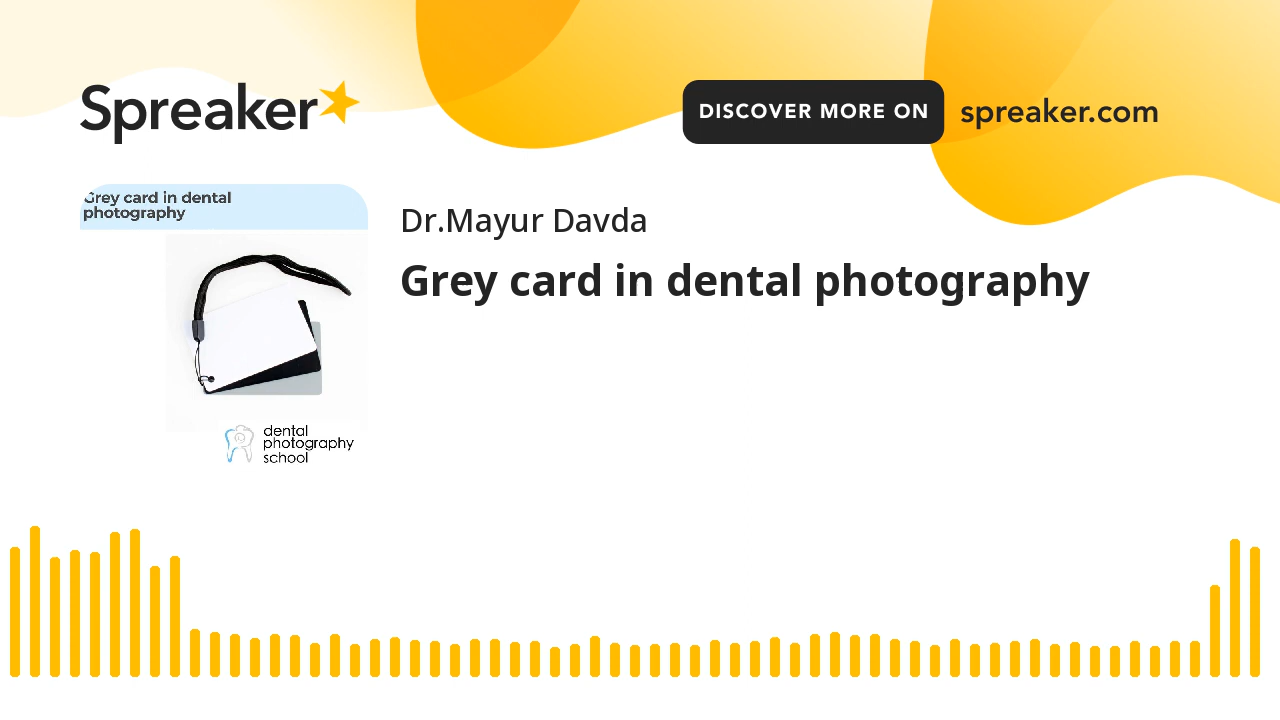 Spreaker
DISCOVER MORE ON spreaker.com
Grey card in dental
photography
dental
photography
school
Dr.Mayur Davda
Grey card in dental photography